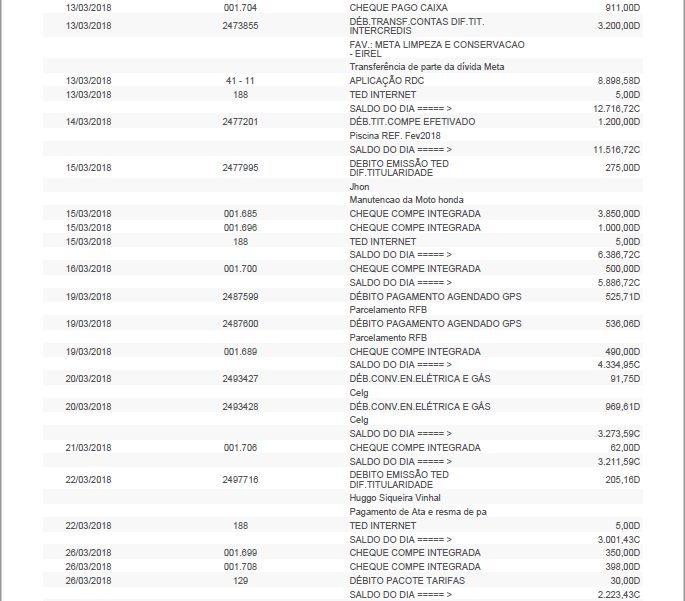 13/03/2018 001.704 CHEQUE PAGO CAIXA 911,00D
13/03/2018 2473855 DÉB.TRANSF.CONTAS DIF.TIT. INTERCREDIS 3.200,00D
FAV.: META LIMPEZA E CONSERVACAO - EIREL
Transferência de parte da dívida Meta
13/03/2018 41 - 11 APLICAÇÃO RDC 8.898,58D
13/03/2018 188 TED INTERNET 5,00D
SALDO DO DIA ===== > 12.716,72C
14/03/2018 2477201 DÉB.TIT.COMPE EFETIVADO 1.200,00D
Piscina REF. Fev2018
SALDO DO DIA ===== > 11.516,72C
15/03/2018 2477995 DEBITO EMISSÃO TED DIF.TITULARIDADE 275,00D
Jhon
Manutencao da Moto honda
15/03/2018 001.685 CHEQUE COMPE INTEGRADA 3.850,00D
15/03/2018 001.696 CHEQUE COMPE INTEGRADA 1.000,00D
15/03/2018 188 TED INTERNET 5,00D
SALDO DO DIA ===== > 6.386,72C
16/03/2018 001.700 CHEQUE COMPE INTEGRADA 500,00D
SALDO DO DIA ===== > 5.886,72C
19/03/2018 2487599 DÉBITO PAGAMENTO AGENDADO GPS 525,71D
Parcelamento RFB
19/03/2018 2487600 DÉBITO PAGAMENTO AGENDADO GPS 536,06D
Parcelamento RFB
19/03/2018 001.689 CHEQUE COMPE INTEGRADA 490,00D
SALDO DO DIA ===== > 4.334,95C
20/03/2018 2493427 DÉB.CONV.EN.ELÉTRICA E GÁS 91,75D
Celg
20/03/2018 2493428 DÉB.CONV.EN.ELÉTRICA E GÁS 969,61D
Celg
SALDO DO DIA ===== > 3.273,59C
21/03/2018 001.706 CHEQUE COMPE INTEGRADA 62,00D
SALDO DO DIA ===== > 3.211,59C
22/03/2018 2497716 DEBITO EMISSÃO TED DIF.TITULARIDADE 205,16D
Huggo Siqueira Vinhal
Pagamento de Ata e resma de pa
22/03/2018 188 TED INTERNET 5,00D
SALDO DO DIA ===== > 3.001,43C
26/03/2018 001.699 CHEQUE COMPE INTEGRADA 350,00D
26/03/2018 001.708 CHEQUE COMPE INTEGRADA 398,00D
26/03/2018 129 DÉBITO PACOTE TARIFAS 30,00D
SALDO DO DIA ===== > 2.223,43C